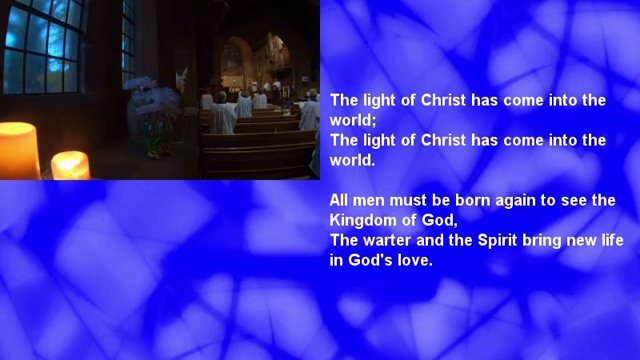 The light of Christ has come into the
world;
The light of Christ has come into the
world.
All men must be born again to see the
Kingdom of God,
The warter and the Spirit bring new life
in God's love.